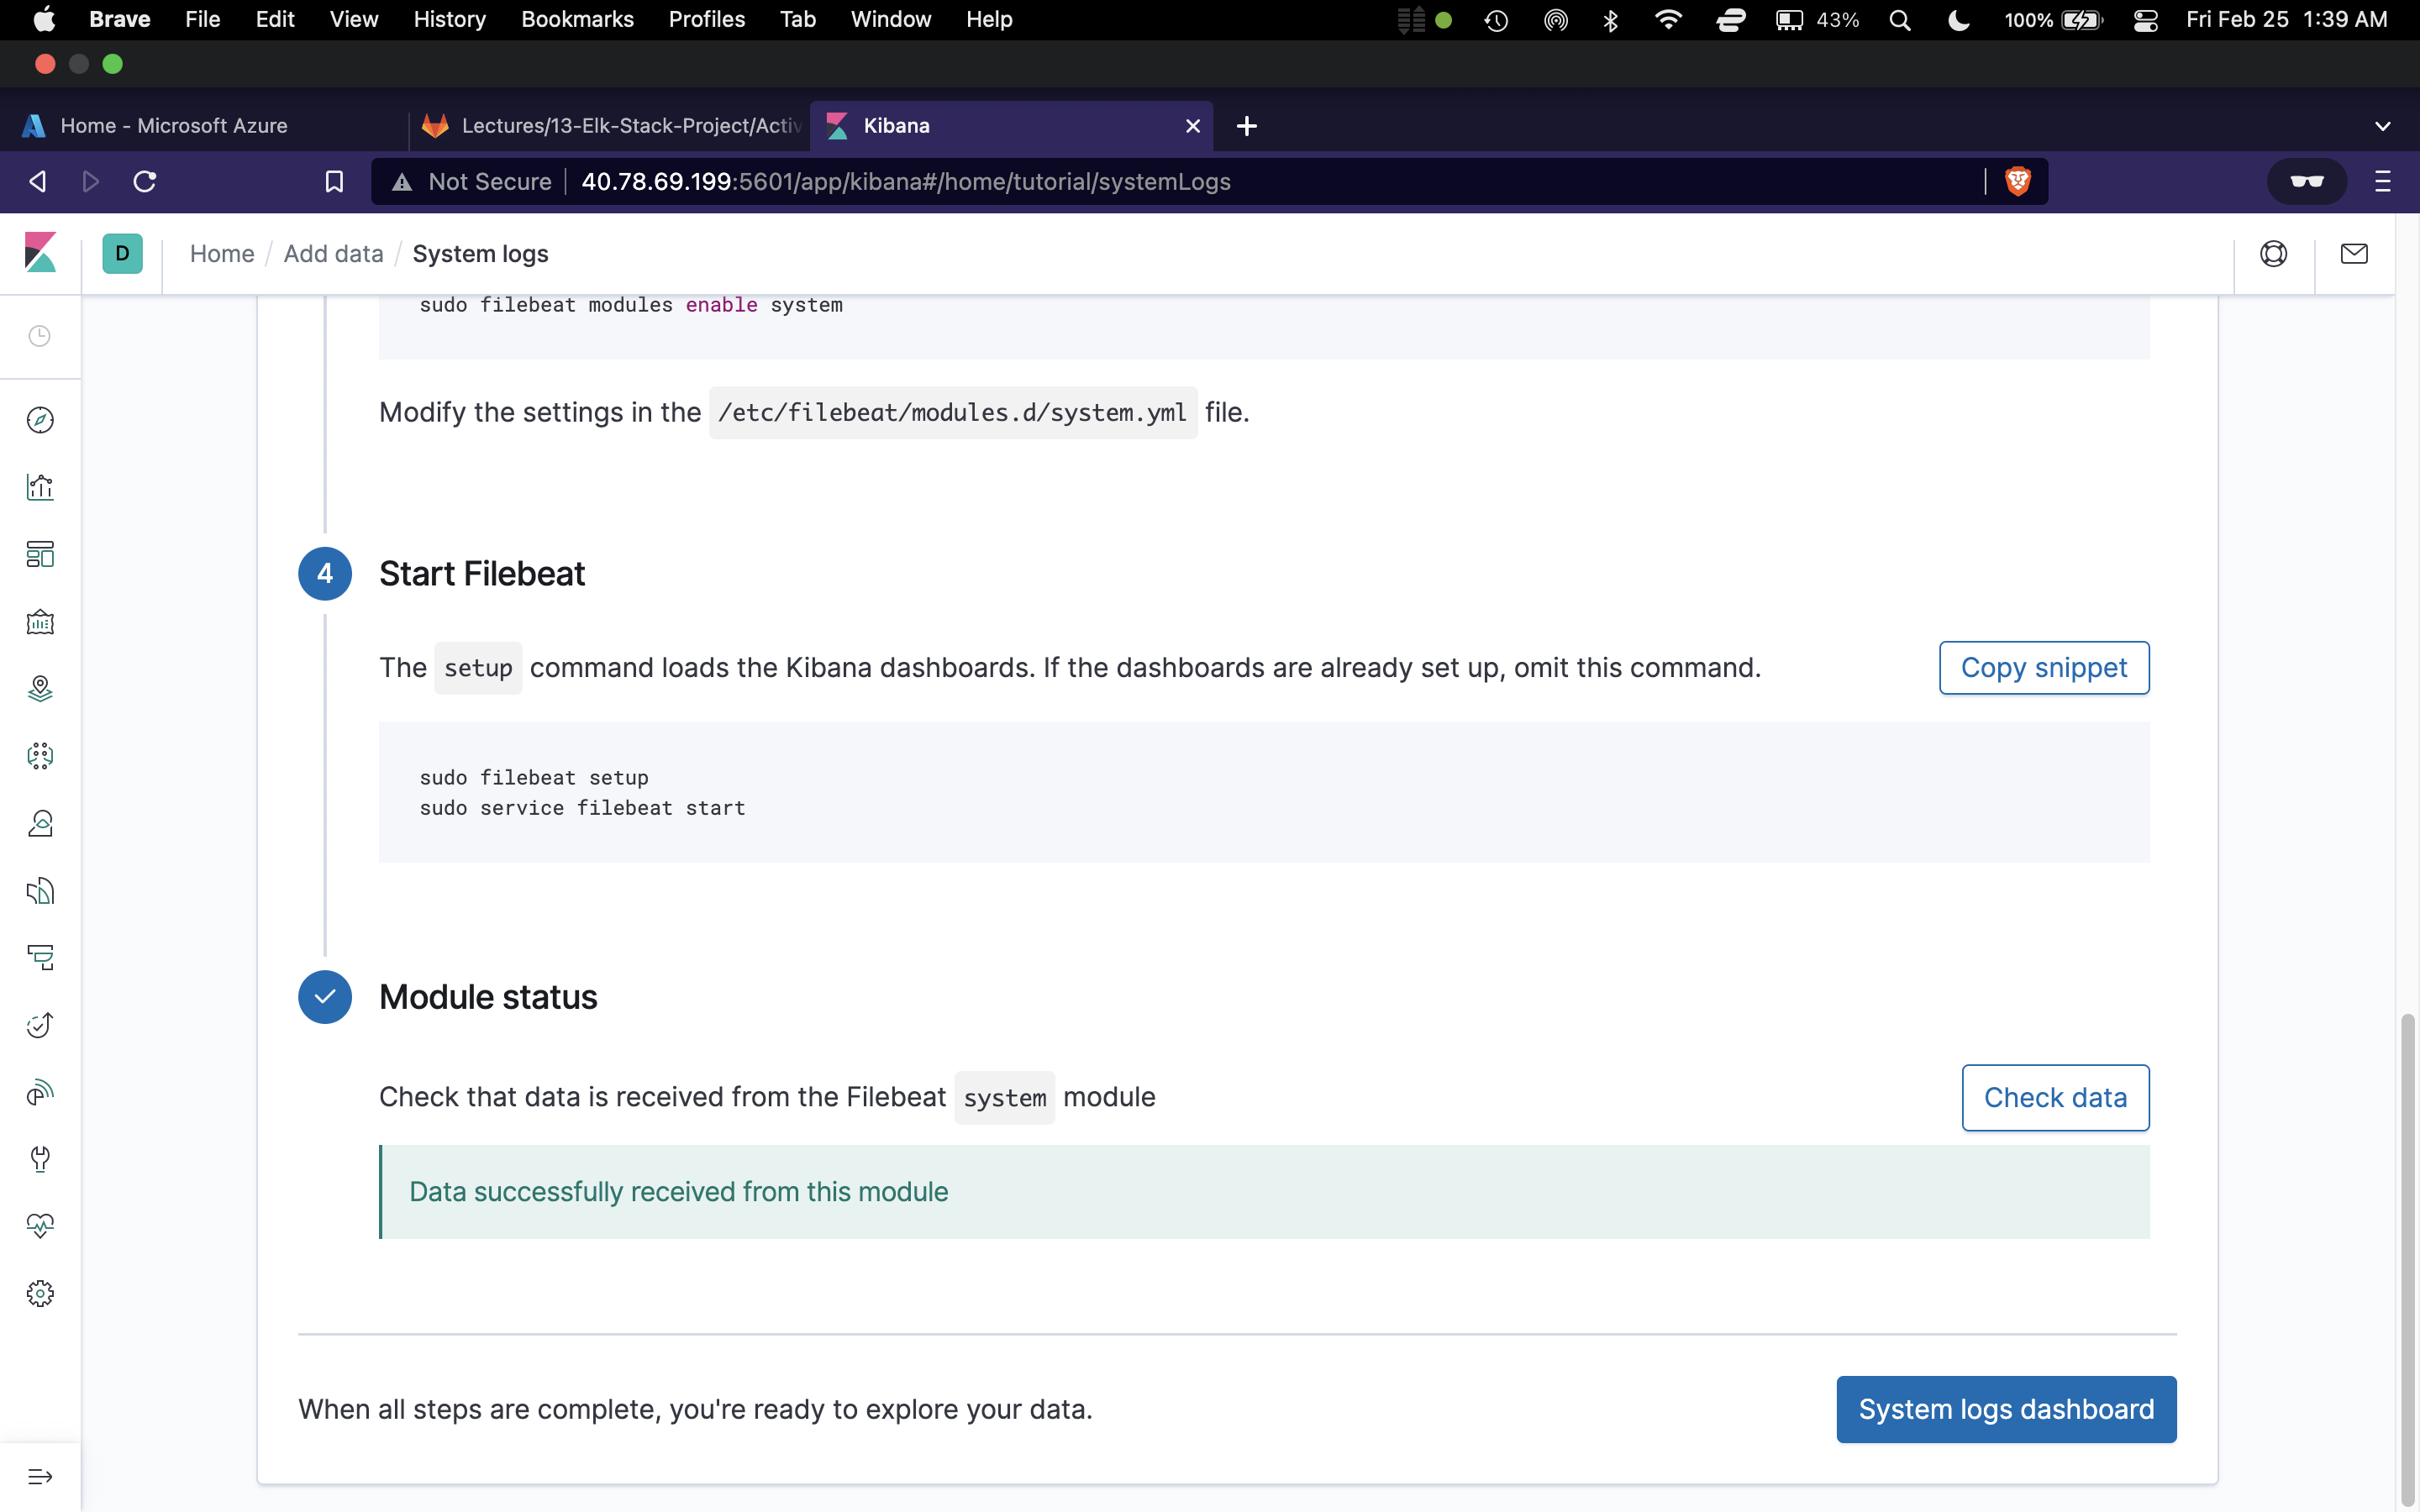 Brave File Edit View History Bookmarks Profiles Tab Window Help 43% 100% Fri Feb 25 1:39 AM
Home - Microsoft Azure Lectures/13-Elk-Stack-Project/Activ Kibana
Not Secure 40.78.69.199:5601/app/kibana#/home/tutorial/systemLogs
D Home / Add data / System logs
sudo filebeat modules enable system
Modify the settings in the /etc/filebeat/modules.d/system.yml file.
4 Start Filebeat
The setup command loads the Kibana dashboards. If the dashboards are already set up, omit this command. Copy snippet
sudo filebeat setup
sudo service filebeat start
Module status
Check that data is received from the Filebeat system module Check data
Data successfully received from this module
When all steps are complete, you're ready to explore your data. System logs dashboard